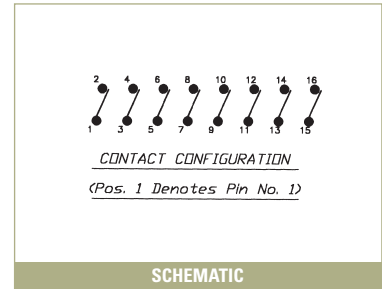 2 4 6 8 10 12 14 16
1 3 5 7 9 11 13 15
CONTACT CONFIGURATION
(Pos. 1 Denotes Pin No. 1)
SCHEMATIC